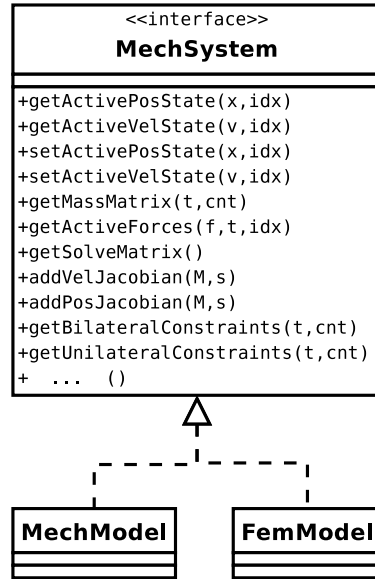 <<interface>>
MechSystem
+getActivePosState(x,idx)
+getActiveVelState(v,idx)
+setActivePosState(x,idx)
+setActiveVelState(v,idx)
+getMassMatrix(t,cnt)
+getActiveForces(f,t,idx)
+getSolveMatrix()
+addVelJacobian(M,s)
+addPosJacobian(M,s)
+getBilateralConstraints(t,cnt)
+getUnilateralConstraints(t,cnt)
+ ... ()
MechModel
FemModel